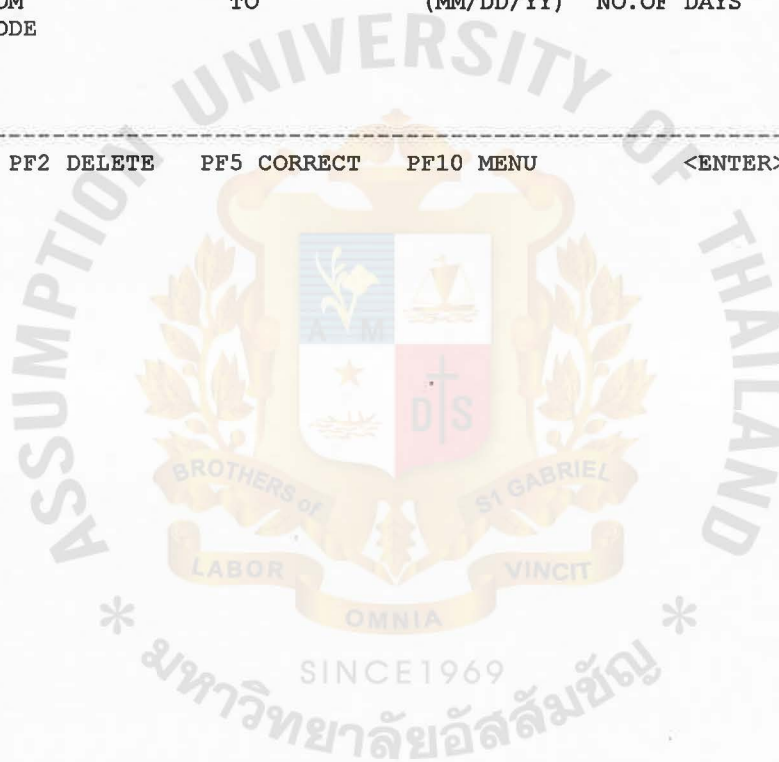 TO (MM/DD/YY) NO.OF DAYS
PF2 DELETE PF5 CORRECT PF10 MENU <ENTER>
ASSUMPTION UNIVERSITY OF THAILAND
A M
D S
BROTHERS of ST GABRIEL
LABOR OMNIA VINCIT
SINCE1969
* มหาวิทยาลัยอัสสัมชัญ *